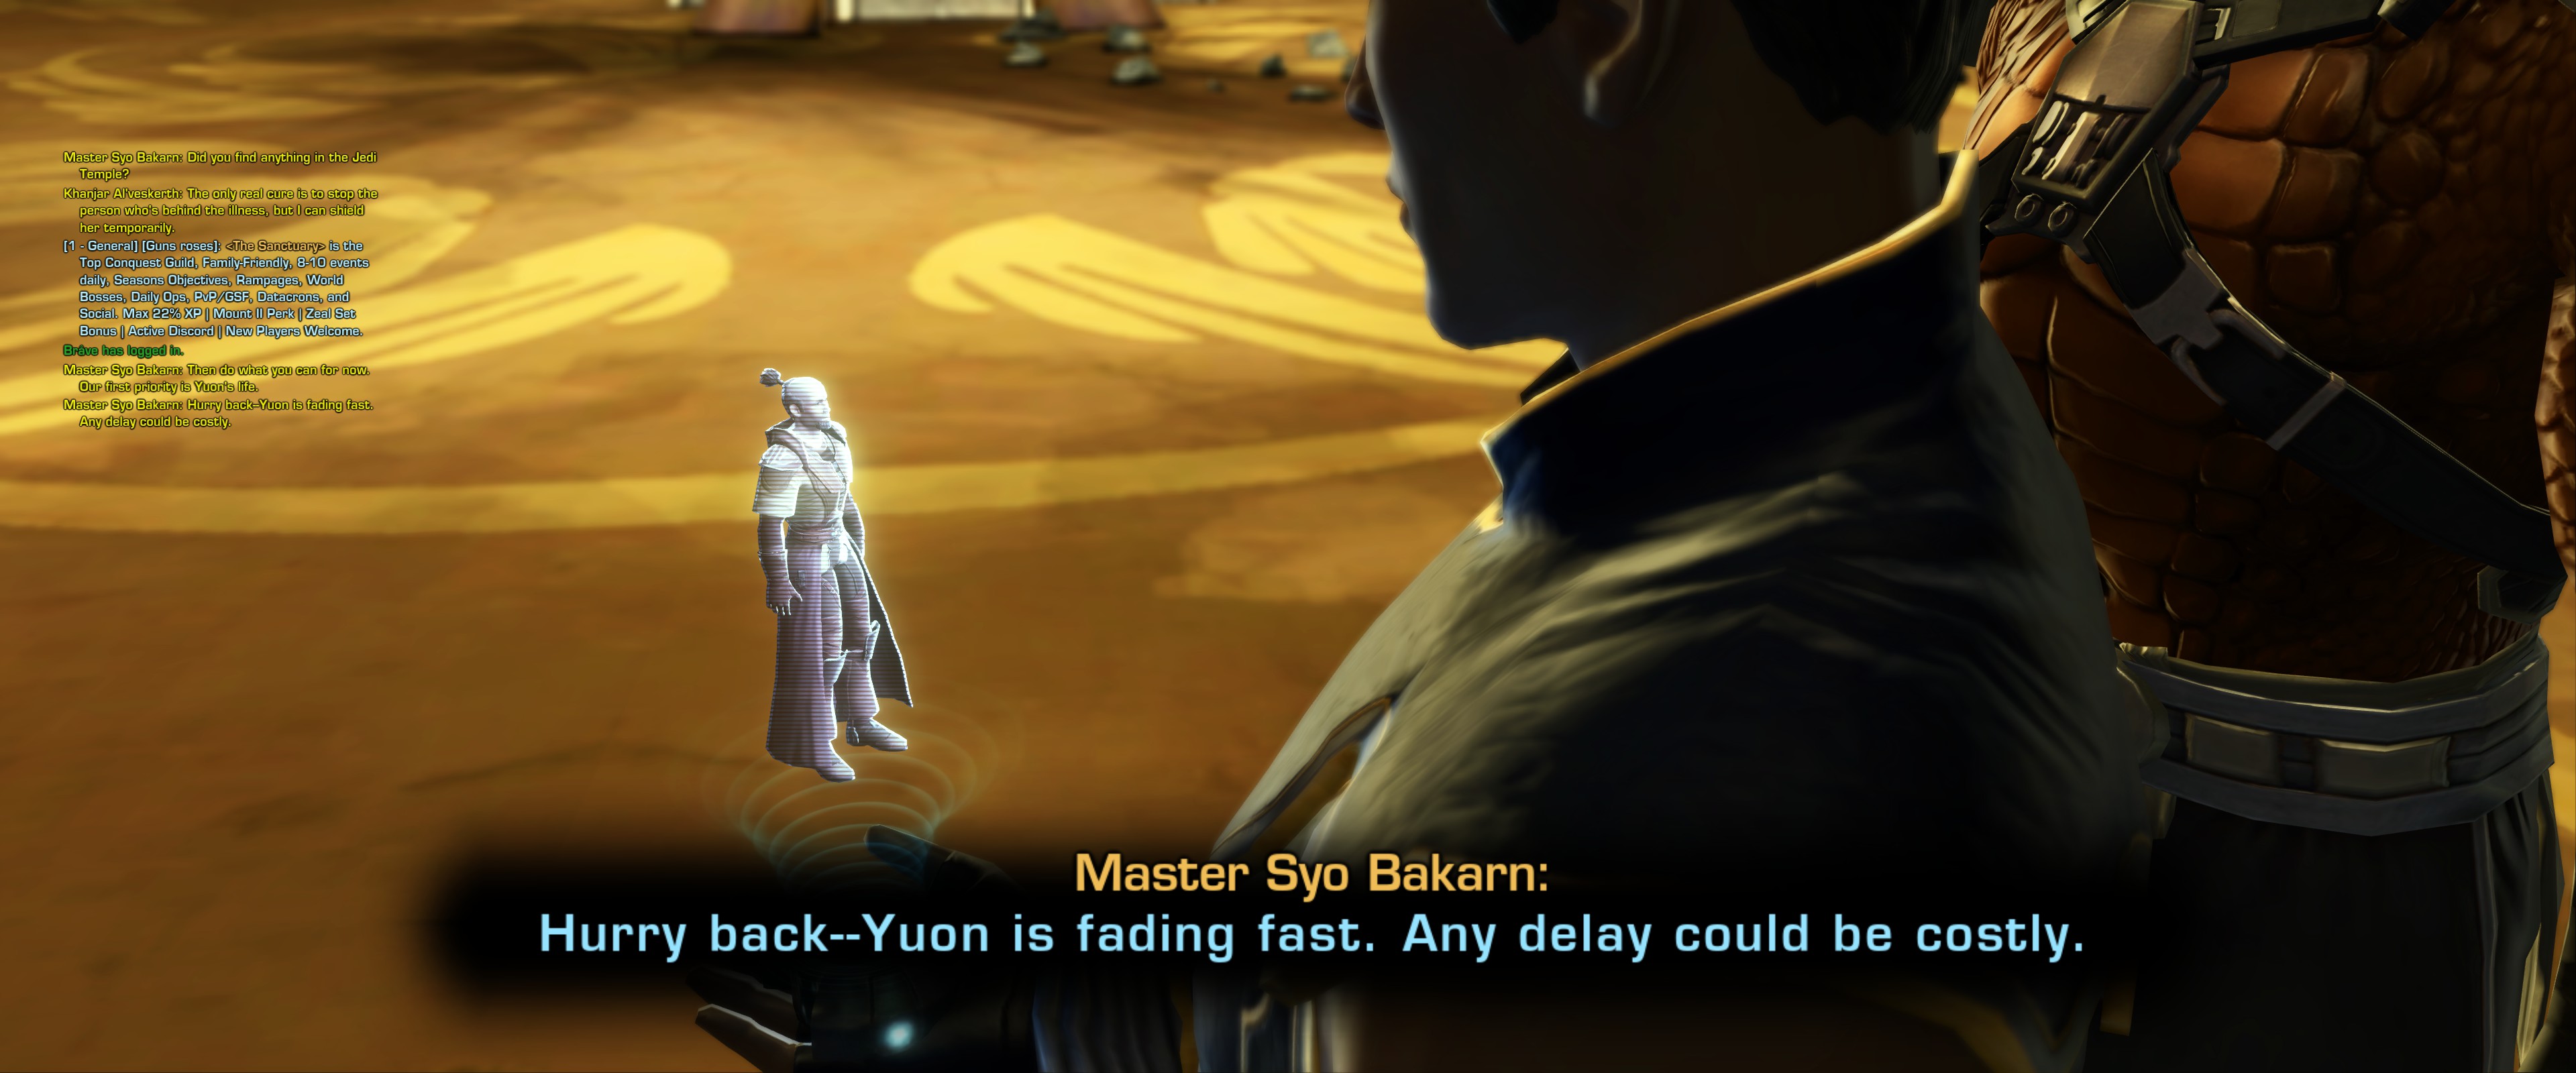 Master Syo Bakarn: Did you find anything in the Jedi
Temple?
Khanjar Al'veskerth: The only real cure is to stop the
person who's behind the illness, but I can shield
her temporarily.
[1 - General] [Guns roses]: <The Sanctuary> is the
Top Conquest Guild, Family-Friendly, 8-10 events
daily, Seasons Objectives, Rampages, World
Bosses, Daily Ops, PvP/GSF, Datacrons, and
Social. Max 22% XP | Mount II Perk | Zeal Set
Bonus | Active Discord | New Players Welcome.
Bräve has logged in.
Master Syo Bakarn: Then do what you can for now.
Our first priority is Yuon's life.
Master Syo Bakarn: Hurry back--Yuon is fading fast.
Any delay could be costly.
Master Syo Bakarn:
Hurry back--Yuon is fading fast. Any delay could be costly.